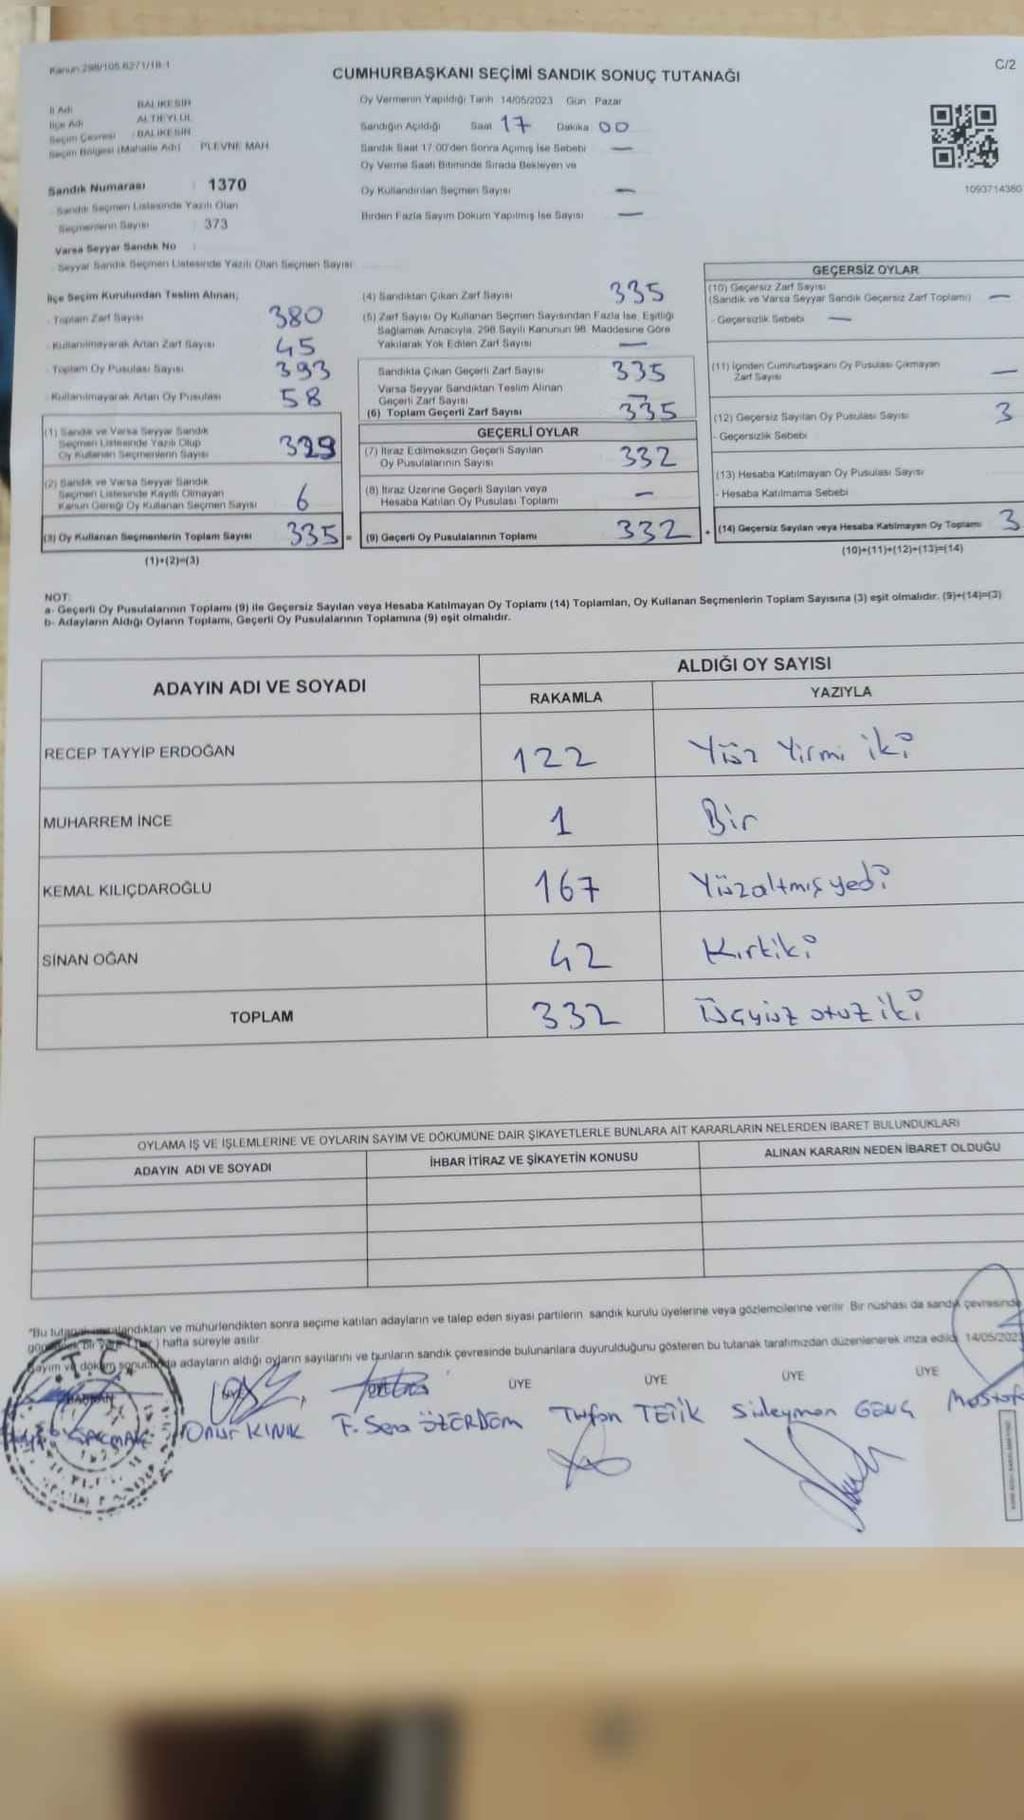 Kanun 298/105.6271/18-1
C/2
CUMHURBAŞKANI SEÇİMİ SANDIK SONUÇ TUTANAĞI
İl Adı BALIKESİR
İlçe Adı ALTIEYLÜL
Seçim Çevresi BALIKESİR
Seçim Bölgesi (Mahalle Adı) PLEVNE MAH
Sandık Numarası : 1370
Sandık Seçmen Listesinde Yazılı Olan
Seçmenlerin Sayısı : 373
Varsa Seyyar Sandık No :
Seyyar Sandık Seçmen Listesinde Yazılı Olan Seçmen Sayısı
Oy Vermenin Yapıldığı Tarih 14/05/2023 Gün Pazar
Sandığın Açıldığı Saat 17 Dakika 00
Sandık Saat 17:00'den Sonra Açılmış İse Sebebi —
Oy Verme Saati Bitiminde Sırada Bekleyen ve
Oy Kullandırılan Seçmen Sayısı —
Birden Fazla Sayım Döküm Yapılmış İse Sayısı —
1093714360
İlçe Seçim Kurulundan Teslim Alınan;
- Toplam Zarf Sayısı 380
- Kullanılmayarak Artan Zarf Sayısı 45
- Toplam Oy Pusulası Sayısı 393
- Kullanılmayarak Artan Oy Pusulası 58
(1) Sandık ve Varsa Seyyar Sandık
Seçmen Listesinde Yazılı Olup
Oy Kullanan Seçmenlerin Sayısı 329
(2) Sandık ve Varsa Seyyar Sandık
Seçmen Listesinde Kayıtlı Olmayan
Kanun Gereği Oy Kullanan Seçmen Sayısı 6
(3) Oy Kullanan Seçmenlerin Toplam Sayısı 335 =
(1)+(2)=(3)
(4) Sandıktan Çıkan Zarf Sayısı 335
(5) Zarf Sayısı Oy Kullanan Seçmen Sayısından Fazla İse, Eşitliği
Sağlamak Amacıyla, 298 Sayılı Kanunun 98. Maddesine Göre
Yakılarak Yok Edilen Zarf Sayısı —
Sandıkta Çıkan Geçerli Zarf Sayısı 335
Varsa Seyyar Sandıktan Teslim Alınan
Geçerli Zarf Sayısı —
(6) Toplam Geçerli Zarf Sayısı 335
GEÇERLİ OYLAR
(7) İtiraz Edilmeksizin Geçerli Sayılan
Oy Pusulalarının Sayısı 332
(8) İtiraz Üzerine Geçerli Sayılan veya
Hesaba Katılan Oy Pusulası Toplamı —
(9) Geçerli Oy Pusulalarının Toplamı 332 +
GEÇERSİZ OYLAR
(10) Geçersiz Zarf Sayısı
(Sandık ve Varsa Seyyar Sandık Geçersiz Zarf Toplamı) —
- Geçersizlik Sebebi —
(11) İçinden Cumhurbaşkanı Oy Pusulası Çıkmayan
Zarf Sayısı —
(12) Geçersiz Sayılan Oy Pusulası Sayısı 3
- Geçersizlik Sebebi
(13) Hesaba Katılmayan Oy Pusulası Sayısı
- Hesaba Katılmama Sebebi
(14) Geçersiz Sayılan veya Hesaba Katılmayan Oy Toplamı 3
(10)+(11)+(12)+(13)=(14)
NOT:
a- Geçerli Oy Pusulalarının Toplamı (9) ile Geçersiz Sayılan veya Hesaba Katılmayan Oy Toplamı (14) Toplamları, Oy Kullanan Seçmenlerin Toplam Sayısına (3) eşit olmalıdır. (9)+(14)=(3)
b- Adayların Aldığı Oyların Toplamı, Geçerli Oy Pusulalarının Toplamına (9) eşit olmalıdır.
ADAYIN ADI VE SOYADI ALDIĞI OY SAYISI
RAKAMLA YAZIYLA
RECEP TAYYİP ERDOĞAN 122 Yüz Yirmi iki
MUHARREM İNCE 1 Bir
KEMAL KILIÇDAROĞLU 167 Yüzaltmış yedi
SİNAN OĞAN 42 Kırkiki
TOPLAM 332 Üçyüz otuz iki
OYLAMA İŞ VE İŞLEMLERİNE VE OYLARIN SAYIM VE DÖKÜMÜNE DAİR ŞİKAYETLERLE BUNLARA AİT KARARLARIN NELERDEN İBARET BULUNDUKLARI
ADAYIN ADI VE SOYADI İHBAR İTİRAZ VE ŞİKAYETİN KONUSU ALINAN KARARIN NEDEN İBARET OLDUĞU
"Bu tutanak imzalandıktan ve mühürlendikten sonra seçime katılan adayların ve talep eden siyasi partilerin sandık kurulu üyelerine veya gözlemcilerine verilir. Bir nüshası da sandık çevresinde
hafta süreyle asılır.
Sayım ve döküm sonucunda adayların aldığı oyların sayılarını ve bunların sandık çevresinde bulunanlara duyurulduğunu gösteren bu tutanak tarafımızdan düzenlenerek imza edildi. 14/05/2023
T.C.
BAŞKAN ÜYE ÜYE ÜYE ÜYE
Onur KINIK F. Sera ÖZERDEM Tufan TETİK Süleyman GENÇ Mustafa